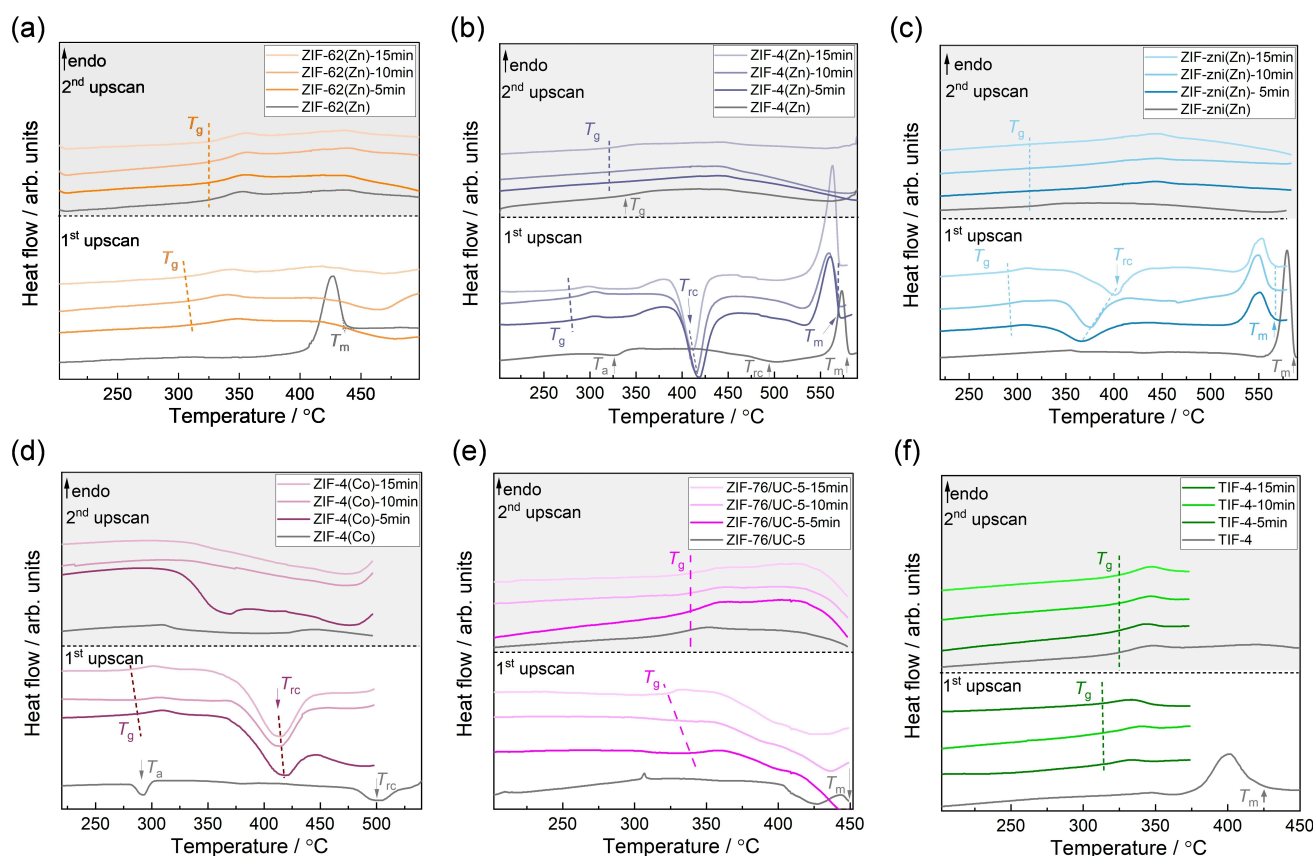 (a)
endo
2nd upscan
ZIF-62(Zn)-15min
ZIF-62(Zn)-10min
ZIF-62(Zn)-5min
ZIF-62(Zn)
Tg
1st upscan
Tg
Tm
Heat flow / arb. units
250 300 350 400 450
Temperature / °C
(b)
endo
2nd upscan
ZIF-4(Zn)-15min
ZIF-4(Zn)-10min
ZIF-4(Zn)-5min
ZIF-4(Zn)
Tg
Tg
1st upscan
Trc
Tg
Ta
Trc
Tm
Tm
Heat flow / arb. units
250 300 350 400 450 500 550
Temperature / °C
(c)
endo
2nd upscan
ZIF-zni(Zn)-15min
ZIF-zni(Zn)-10min
ZIF-zni(Zn)- 5min
ZIF-zni(Zn)
Tg
1st upscan
Tg
Trc
Tm
Tm
Heat flow / arb. units
250 300 350 400 450 500 550
Temperature / °C
(d)
endo
2nd upscan
ZIF-4(Co)-15min
ZIF-4(Co)-10min
ZIF-4(Co)-5min
ZIF-4(Co)
1st upscan
Trc
Tg
Ta
Trc
Heat flow / arb. units
250 300 350 400 450 500
Temperature / °C
(e)
endo
2nd upscan
ZIF-76/UC-5-15min
ZIF-76/UC-5-10min
ZIF-76/UC-5-5min
ZIF-76/UC-5
Tg
1st upscan
Tg
Tm
Heat flow / arb. units
250 300 350 400 450
Temperature / °C
(f)
endo
2nd upscan
TIF-4-15min
TIF-4-10min
TIF-4-5min
TIF-4
Tg
1st upscan
Tg
Tm
Heat flow / arb. units
250 300 350 400 450
Temperature / °C